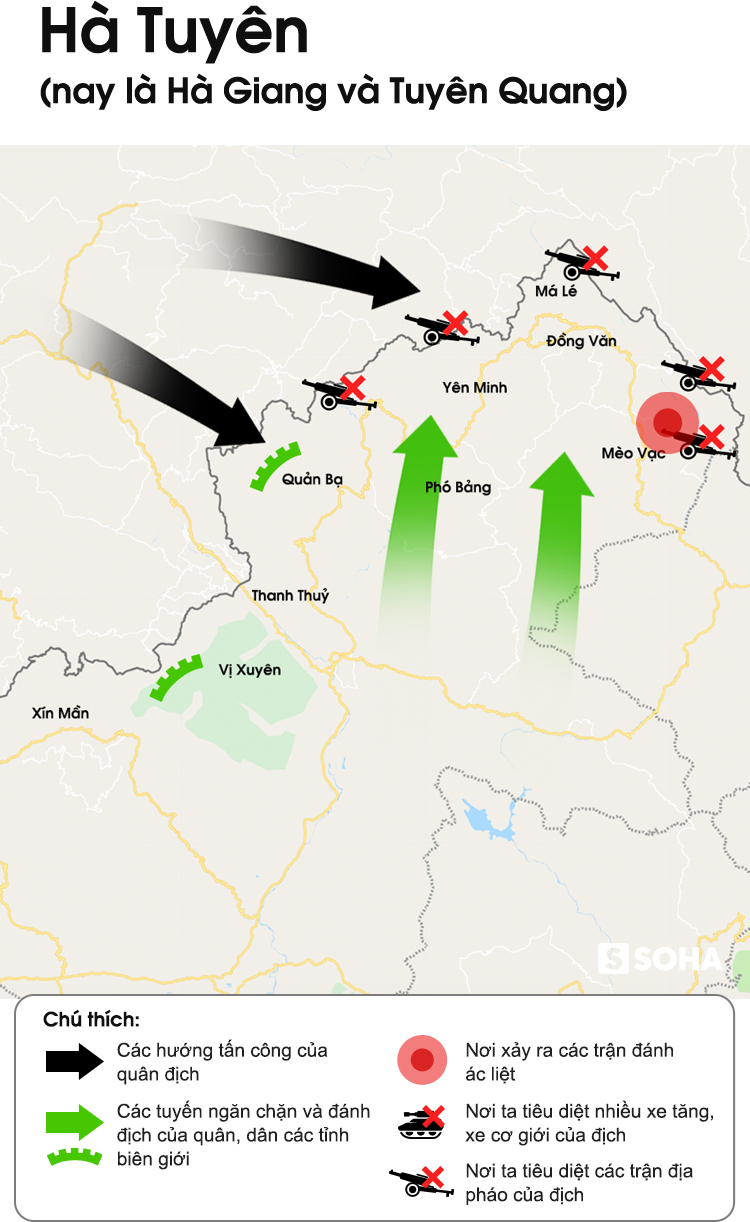 Hà Tuyên
(nay là Hà Giang và Tuyên Quang)
Má Lé
Đồng Văn
Yên Minh
Mèo Vạc
Quản Bạ
Phó Bảng
Thanh Thuỷ
Vị Xuyên
Xín Mần
S SOHA
Chú thích:
Các hướng tấn công của
quân địch
Các tuyến ngăn chặn và đánh
địch của quân, dân các tỉnh
biên giới
Nơi xảy ra các trận đánh
ác liệt
Nơi ta tiêu diệt nhiều xe tăng,
xe cơ giới của địch
Nơi ta tiêu diệt các trận địa
pháo của địch